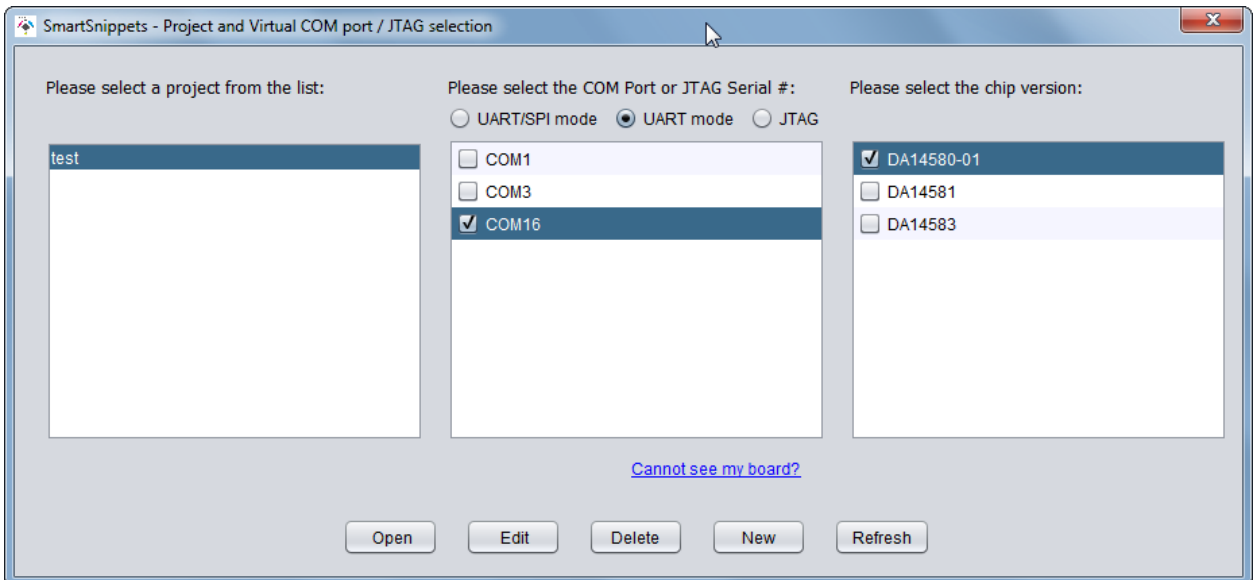 SmartSnippets - Project and Virtual COM port / JTAG selection
Please select a project from the list:
test
Please select the COM Port or JTAG Serial #:
UART/SPI mode UART mode JTAG
COM1
COM3
COM16
Please select the chip version:
DA14580-01
DA14581
DA14583
Cannot see my board?
Open Edit Delete New Refresh